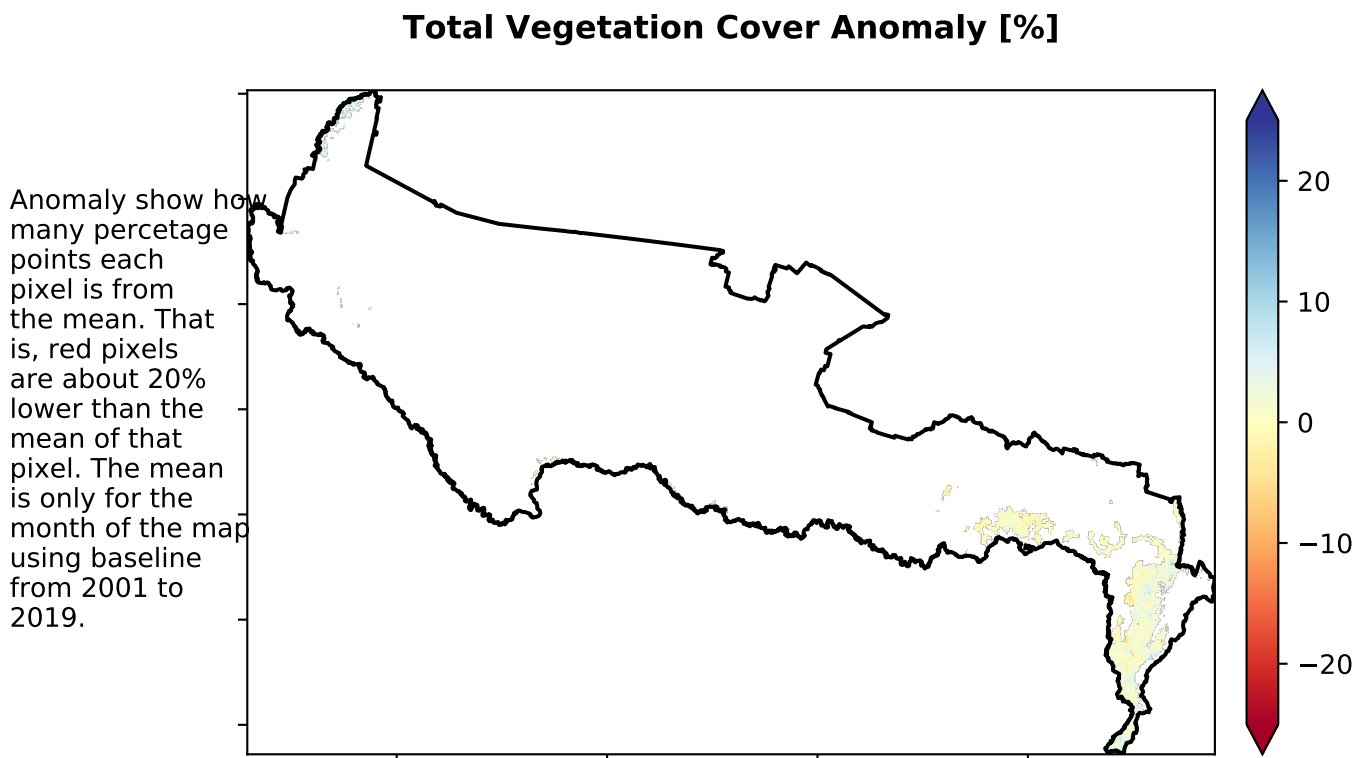 Total Vegetation Cover Anomaly [%]
Anomaly show how
many percetage
points each
pixel is from
the mean. That
is, red pixels
are about 20%
lower than the
mean of that
pixel. The mean
is only for the
month of the map
using baseline
from 2001 to
2019.
20
10
0
−10
−20